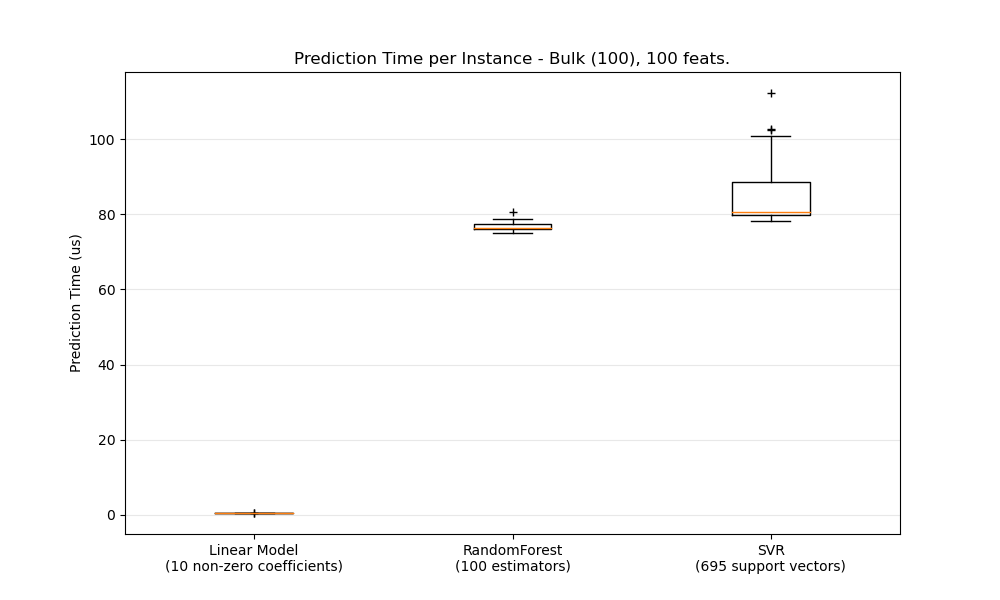 Prediction Time per Instance - Bulk (100), 100 feats.
Prediction Time (us)
100
80
60
40
20
0
Linear Model
(10 non-zero coefficients)
RandomForest
(100 estimators)
SVR
(695 support vectors)